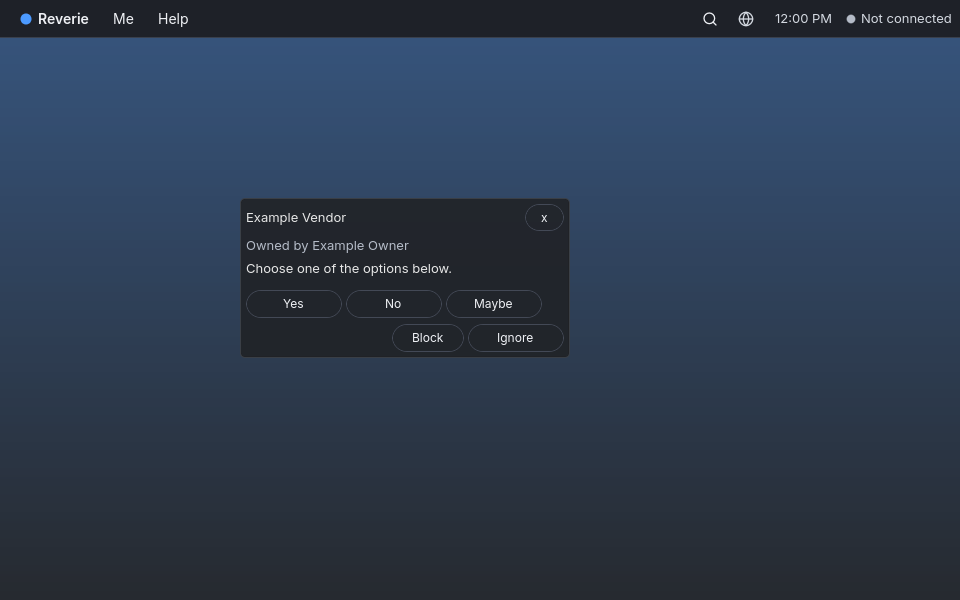 Reverie Me Help 12:00 PM Not connected
Example Vendor x
Owned by Example Owner
Choose one of the options below.
Yes No Maybe
Block Ignore